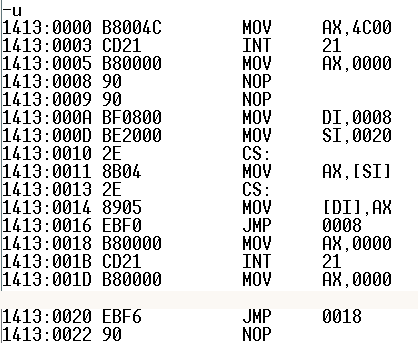 -u
1413:0000 B8004C MOV AX,4C00
1413:0003 CD21 INT 21
1413:0005 B80000 MOV AX,0000
1413:0008 90 NOP
1413:0009 90 NOP
1413:000A BF0800 MOV DI,0008
1413:000D BE2000 MOV SI,0020
1413:0010 2E CS:
1413:0011 8B04 MOV AX,[SI]
1413:0013 2E CS:
1413:0014 8905 MOV [DI],AX
1413:0016 EBF0 JMP 0008
1413:0018 B80000 MOV AX,0000
1413:001B CD21 INT 21
1413:001D B80000 MOV AX,0000
1413:0020 EBF6 JMP 0018
1413:0022 90 NOP